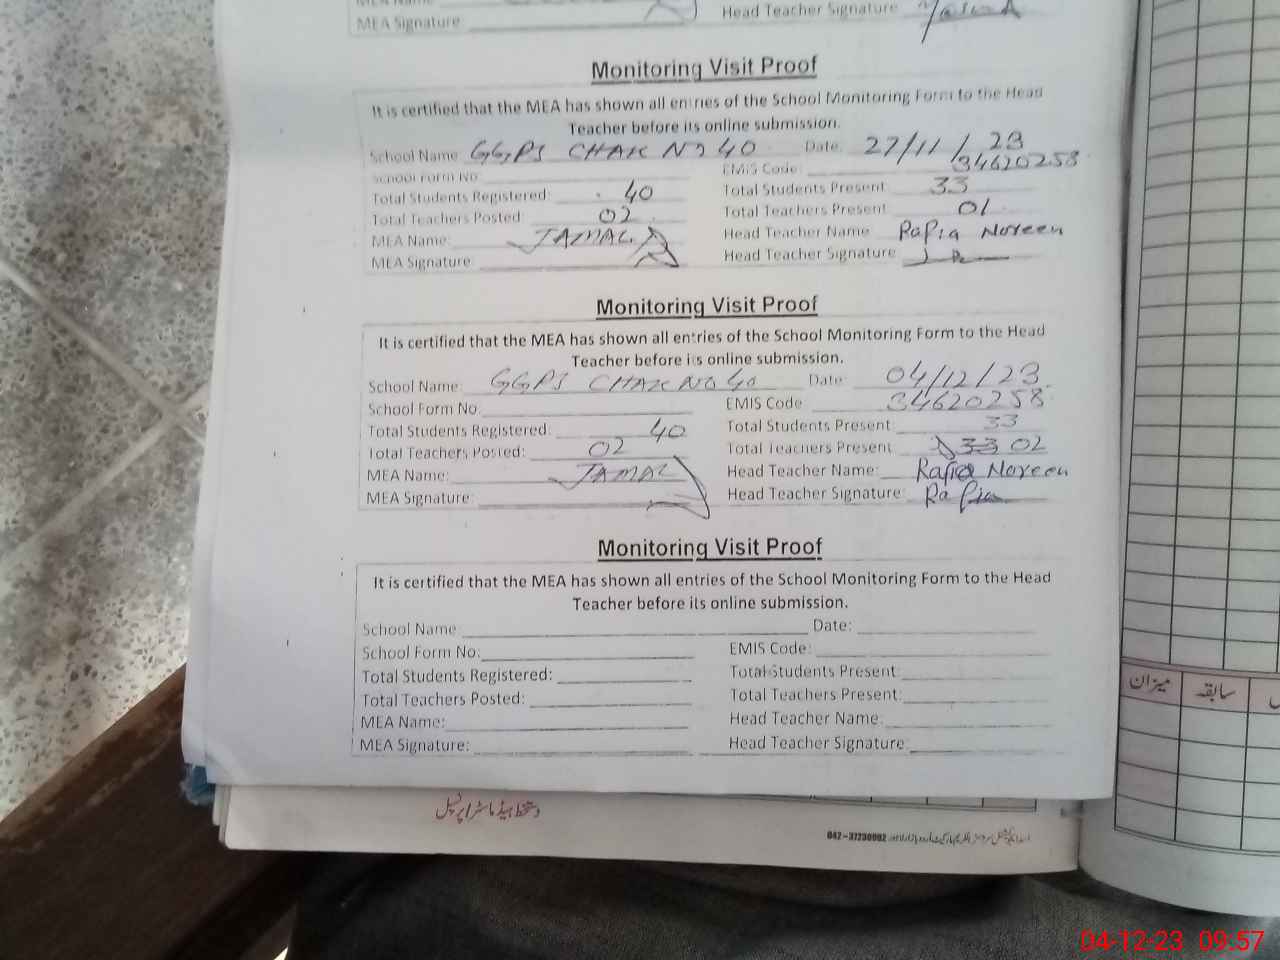 MEA Signature: Head Teacher Signature
Monitoring Visit Proof
It is certified that the MEA has shown all entries of the School Monitoring Form to the Head
Teacher before its online submission.
School Name GGPS CHAK NO 40 Date: 27/11/23
School Form No EMIS Code: 34620258
Total Students Registered: 40 Total Students Present 33
Total Teachers Posted: 02 Total Teachers Present 01
MEA Name: JAMAL Head Teacher Name Rafia Noreen
MEA Signature Head Teacher Signature
Monitoring Visit Proof
It is certified that the MEA has shown all entries of the School Monitoring Form to the Head
Teacher before its online submission.
School Name: GGPS CHAK NO 40 Date: 04/12/23
School Form No EMIS Code 34620258
Total Students Registered: 40 Total Students Present: 33
Total Teachers Posted: 02 Total Teachers Present 33 02
MEA Name: JAMAL Head Teacher Name: Rafia Noreen
MEA Signature: Head Teacher Signature: Rafia
Monitoring Visit Proof
It is certified that the MEA has shown all entries of the School Monitoring Form to the Head
Teacher before its online submission.
School Name: Date:
School Form No: EMIS Code:
Total Students Registered: Total Students Present:
Total Teachers Posted: Total Teachers Present:
MEA Name: Head Teacher Name:
MEA Signature: Head Teacher Signature:
میزان سابقہ
دستخط ہیڈ ماسٹر/پرنسپل
042-37230902
04-12-23 09:57